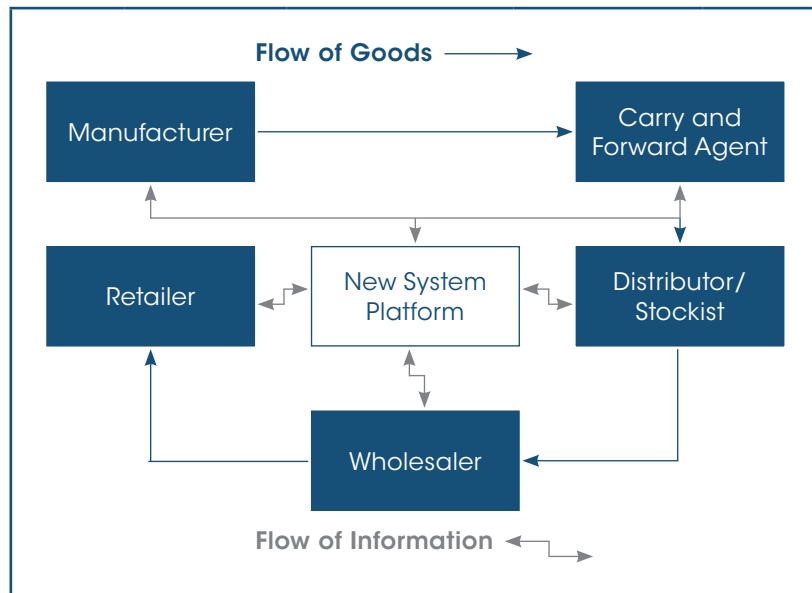 Flow of Goods
Manufacturer
Carry and
Forward Agent
Retailer
New System
Platform
Distributor/
Stockist
Wholesaler
Flow of Information